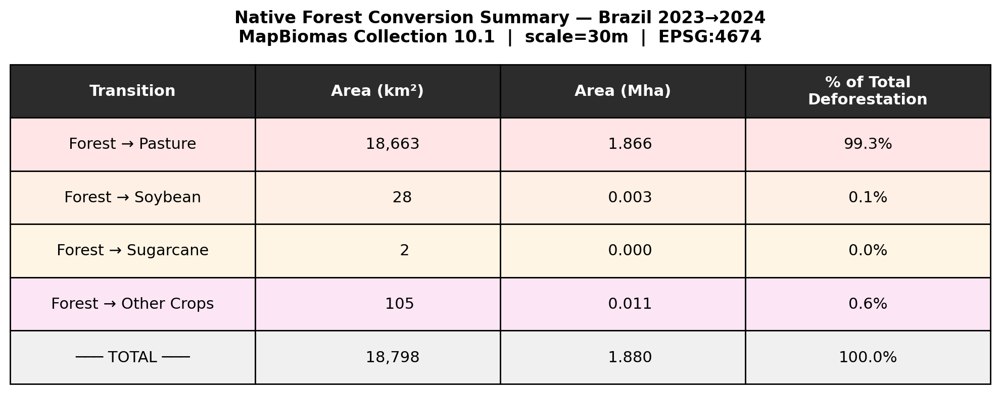 Native Forest Conversion Summary — Brazil 2023→2024
MapBiomas Collection 10.1 | scale=30m | EPSG:4674
Transition Area (km²) Area (Mha) % of Total Deforestation
Forest → Pasture 18,663 1.866 99.3%
Forest → Soybean 28 0.003 0.1%
Forest → Sugarcane 2 0.000 0.0%
Forest → Other Crops 105 0.011 0.6%
─── TOTAL ─── 18,798 1.880 100.0%